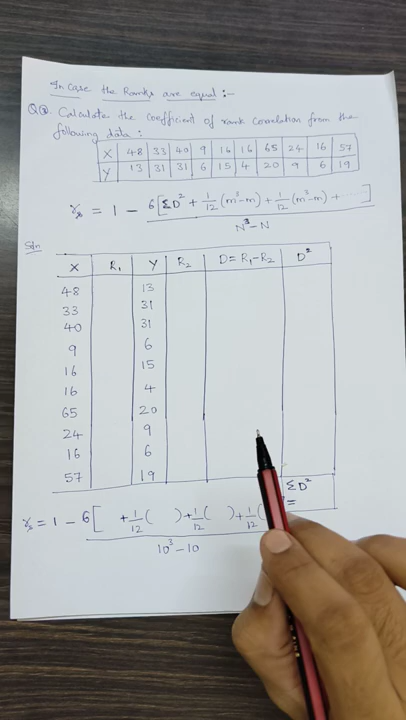 In case the Ranks are equal :-
Q② Calculate the coefficient of rank correlation from the
following data :
X 48 33 40 9 16 16 65 24 16 57
Y 13 31 31 6 15 4 20 9 6 19
r_s = 1 - 6[ΣD² + 1/12(m³-m) + 1/12(m³-m) + ......] / N³-N
Soln
X R₁ Y R₂ D = R₁-R₂ D²
48 13
33 31
40 31
9 6
16 15
16 4
65 20
24 9
16 6
57 19
ΣD²
=
r_s = 1 - 6[ + 1/12( ) + 1/12( ) + 1/12( / 10³-10